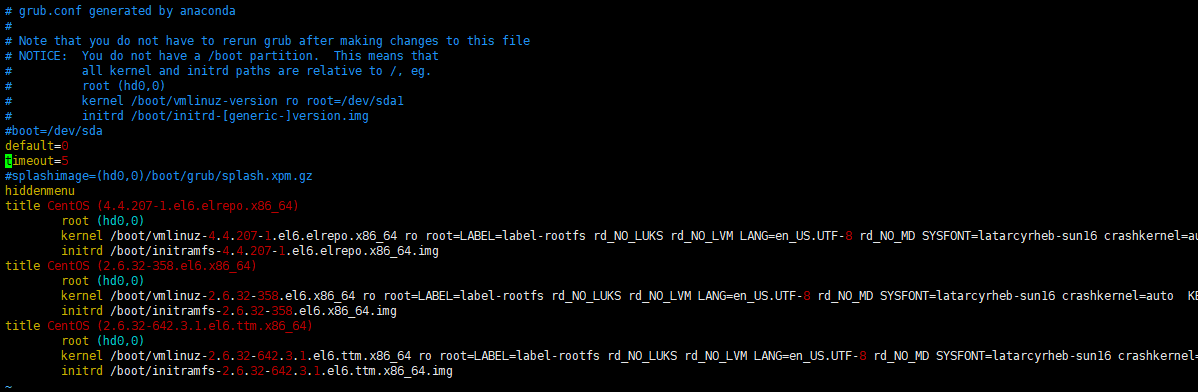 # grub.conf generated by anaconda
#
# Note that you do not have to rerun grub after making changes to this file
# NOTICE:  You do not have a /boot partition.  This means that
#          all kernel and initrd paths are relative to /, eg.
#          root (hd0,0)
#          kernel /boot/vmlinuz-version ro root=/dev/sda1
#          initrd /boot/initrd-[generic-]version.img
#boot=/dev/sda
default=0
timeout=5
#splashimage=(hd0,0)/boot/grub/splash.xpm.gz
hiddenmenu
title CentOS (4.4.207-1.el6.elrepo.x86_64)
        root (hd0,0)
        kernel /boot/vmlinuz-4.4.207-1.el6.elrepo.x86_64 ro root=LABEL=label-rootfs rd_NO_LUKS rd_NO_LVM LANG=en_US.UTF-8 rd_NO_MD SYSFONT=latarcyrheb-sun16 crashkernel=au
        initrd /boot/initramfs-4.4.207-1.el6.elrepo.x86_64.img
title CentOS (2.6.32-358.el6.x86_64)
        root (hd0,0)
        kernel /boot/vmlinuz-2.6.32-358.el6.x86_64 ro root=LABEL=label-rootfs rd_NO_LUKS rd_NO_LVM LANG=en_US.UTF-8 rd_NO_MD SYSFONT=latarcyrheb-sun16 crashkernel=auto  KE
        initrd /boot/initramfs-2.6.32-358.el6.x86_64.img
title CentOS (2.6.32-642.3.1.el6.ttm.x86_64)
        root (hd0,0)
        kernel /boot/vmlinuz-2.6.32-642.3.1.el6.ttm.x86_64 ro root=LABEL=label-rootfs rd_NO_LUKS rd_NO_LVM LANG=en_US.UTF-8 rd_NO_MD SYSFONT=latarcyrheb-sun16 crashkernel=
        initrd /boot/initramfs-2.6.32-642.3.1.el6.ttm.x86_64.img
~